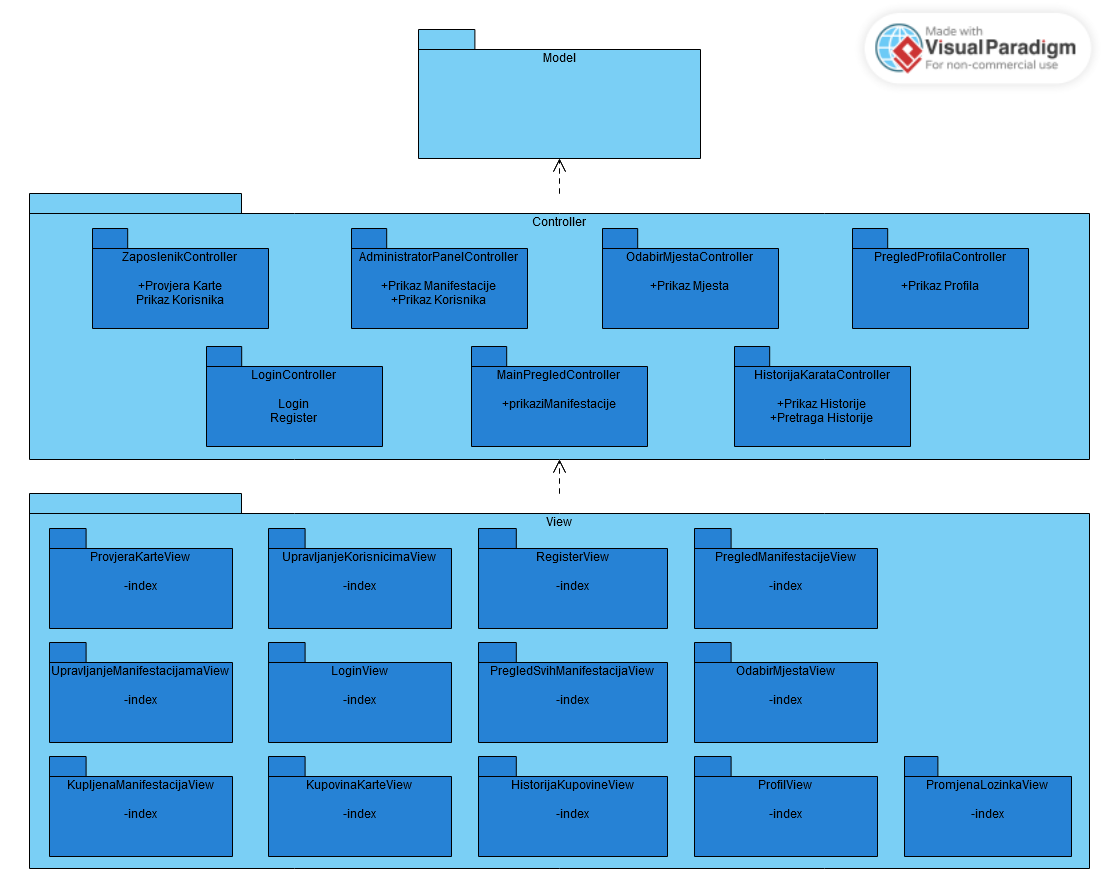 Made with
Visual Paradigm
For non-commercial use
Model
Controller
ZaposlenikController
+Provjera Karte
Prikaz Korisnika
AdministratorPanelController
+Prikaz Manifestacije
+Prikaz Korisnika
OdabirMjestaController
+Prikaz Mjesta
PregledProfilaController
+Prikaz Profila
LoginController
Login
Register
MainPregledController
+prikaziManifestacije
HistorijaKarataController
+Prikaz Historije
+Pretraga Historije
View
ProvjeraKarteView
-index
UpravljanjeKorisnicimaView
-index
RegisterView
-index
PregledManifestacijeView
-index
UpravljanjeManifestacijamaView
-index
LoginView
-index
PregledSvihManifestacijaView
-index
OdabirMjestaView
-index
KupljenaManifestacijaView
-index
KupovinaKarteView
-index
HistorijaKupovineView
-index
ProfilView
-index
PromjenaLozinkaView
-index